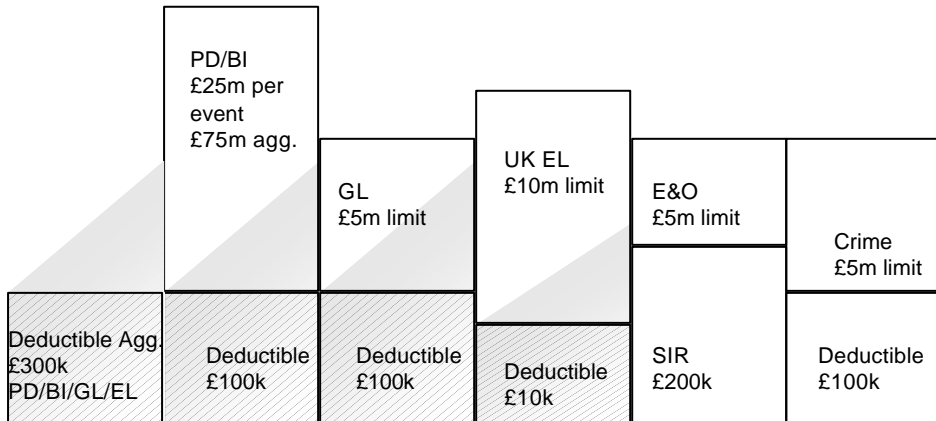 PD/BI
£25m per
event
£75m agg.
GL
£5m limit
UK EL
£10m limit
E&O
£5m limit
Crime
£5m limit
Deductible Agg.
£300k
PD/BI/GL/EL
Deductible
£100k
Deductible
£100k
Deductible
£10k
SIR
£200k
Deductible
£100k